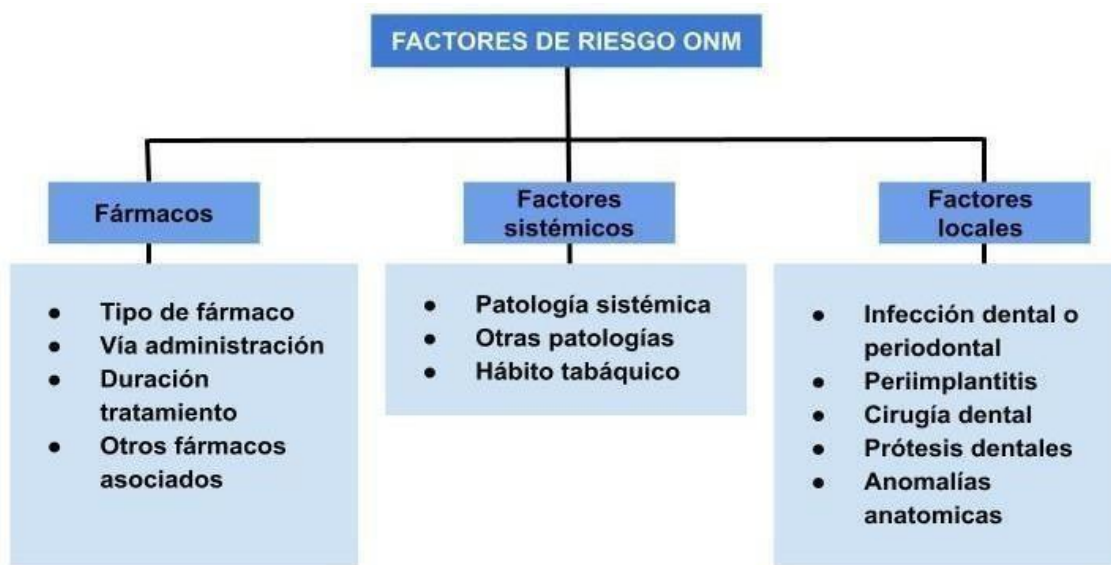 FACTORES DE RIESGO ONM
Fármacos
● Tipo de fármaco
● Vía administración
● Duración
tratamiento
● Otros fármacos
asociados
Factores
sistémicos
● Patología sistémica
● Otras patologías
● Hábito tabáquico
Factores
locales
● Infección dental o
periodontal
● Periimplantitis
● Cirugía dental
● Prótesis dentales
● Anomalías
anatomicas